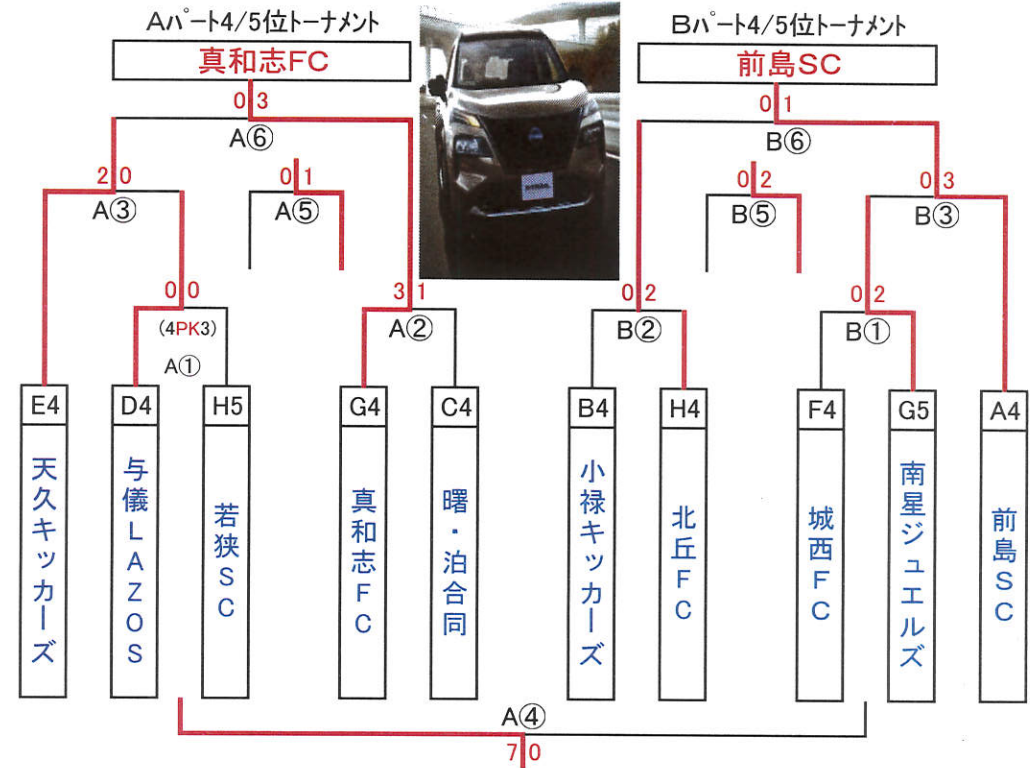 Aパート4/5位トーナメント
Bパート4/5位トーナメント
真和志FC
前島SC
0 3
0 1
A⑥
B⑥
2 0
0 1
0 2
0 3
A③
A⑤
B⑤
B③
0 0
3 1
0 2
0 2
(4PK3)
A②
B②
B①
A①
E4
D4
H5
G4
C4
B4
H4
F4
G5
A4
天久キッカーズ
与儀LAZOS
若狭SC
真和志FC
曙・泊合同
小禄キッカーズ
北丘FC
城西FC
南星ジュエルズ
前島SC
A④
7 0